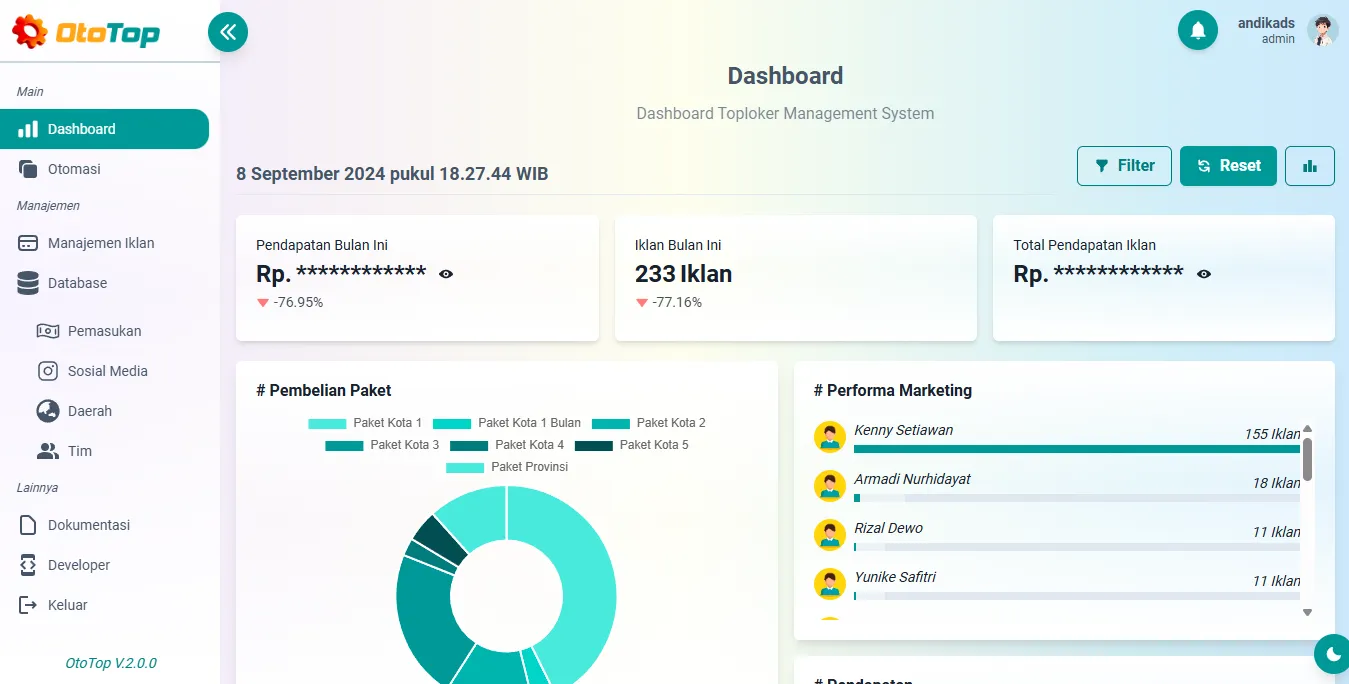 OtoTop
andikads
admin
Dashboard
Dashboard Toploker Management System
Main
Dashboard
Otomasi
Manajemen
Manajemen Iklan
Database
Pemasukan
Sosial Media
Daerah
Tim
Lainnya
Dokumentasi
Developer
Keluar
OtoTop V.2.0.0
8 September 2024 pukul 18.27.44 WIB
Filter
Reset
Pendapatan Bulan Ini
Rp. ************
-76.95%
Iklan Bulan Ini
233 Iklan
-77.16%
Total Pendapatan Iklan
Rp. ************
# Pembelian Paket
Paket Kota 1 Paket Kota 1 Bulan Paket Kota 2
Paket Kota 3 Paket Kota 4 Paket Kota 5
Paket Provinsi
# Performa Marketing
Kenny Setiawan 155 Iklan
Armadi Nurhidayat 18 Iklan
Rizal Dewo 11 Iklan
Yunike Safitri 11 Iklan
# Pendapatan